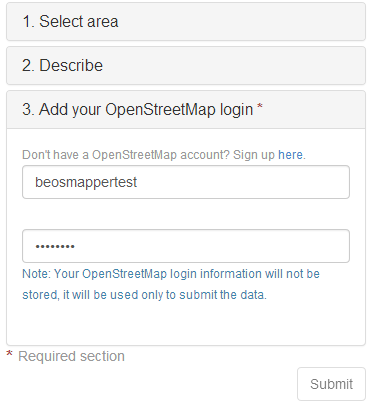 1. Select area
2. Describe
3. Add your OpenStreetMap login *
Don't have a OpenStreetMap account? Sign up here.
beosmappertest
••••••••
Note: Your OpenStreetMap login information will not be
stored, it will be used only to submit the data.
* Required section
Submit